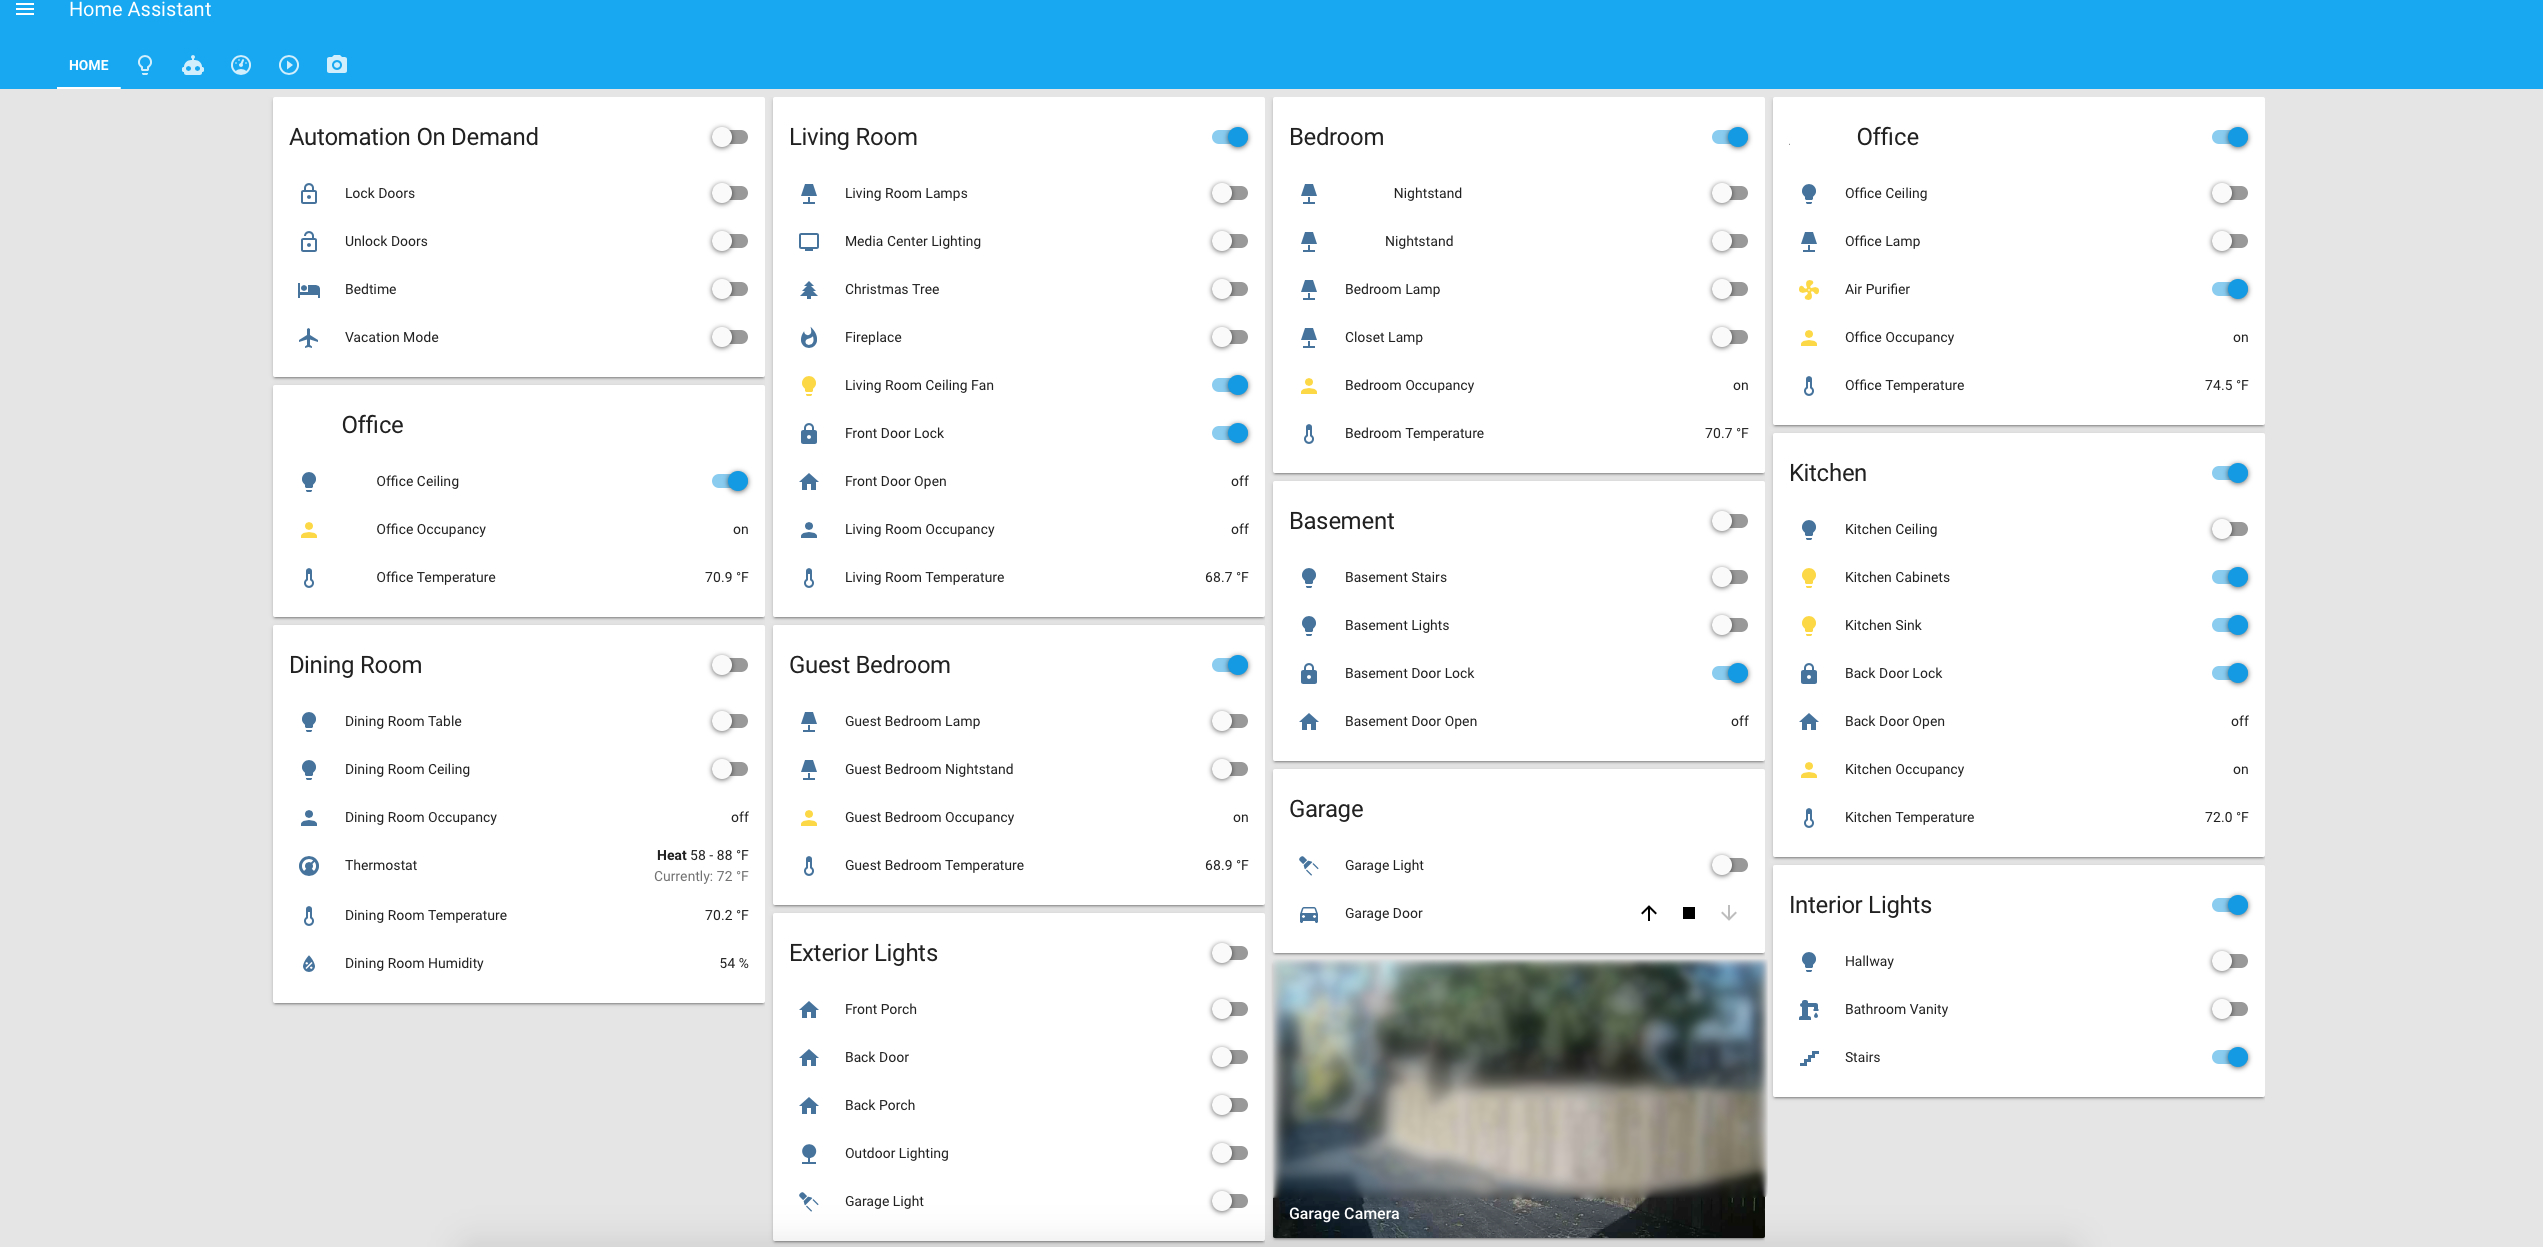 Home Assistant
HOME
Automation On Demand
Lock Doors
Unlock Doors
Bedtime
Vacation Mode
Office
Office Ceiling
Office Occupancy on
Office Temperature 70.9 °F
Dining Room
Dining Room Table
Dining Room Ceiling
Dining Room Occupancy off
Thermostat Heat 58 - 88 °F
Currently: 72 °F
Dining Room Temperature 70.2 °F
Dining Room Humidity 54 %
Living Room
Living Room Lamps
Media Center Lighting
Christmas Tree
Fireplace
Living Room Ceiling Fan
Front Door Lock
Front Door Open off
Living Room Occupancy off
Living Room Temperature 68.7 °F
Guest Bedroom
Guest Bedroom Lamp
Guest Bedroom Nightstand
Guest Bedroom Occupancy on
Guest Bedroom Temperature 68.9 °F
Exterior Lights
Front Porch
Back Door
Back Porch
Outdoor Lighting
Garage Light
Bedroom
Nightstand
Nightstand
Bedroom Lamp
Closet Lamp
Bedroom Occupancy on
Bedroom Temperature 70.7 °F
Basement
Basement Stairs
Basement Lights
Basement Door Lock
Basement Door Open off
Garage
Garage Light
Garage Door
Garage Camera
Office
Office Ceiling
Office Lamp
Air Purifier
Office Occupancy on
Office Temperature 74.5 °F
Kitchen
Kitchen Ceiling
Kitchen Cabinets
Kitchen Sink
Back Door Lock
Back Door Open off
Kitchen Occupancy on
Kitchen Temperature 72.0 °F
Interior Lights
Hallway
Bathroom Vanity
Stairs